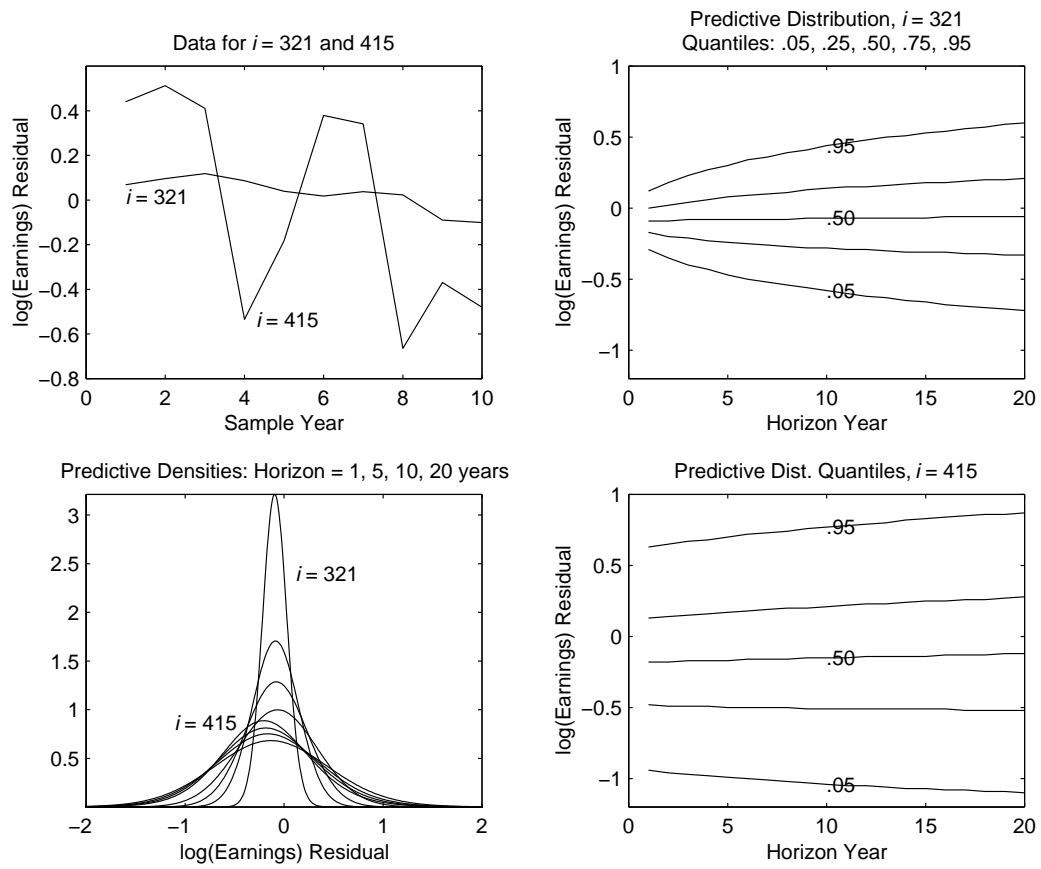 Data for i = 321 and 415
0.4
0.2
0
−0.2
−0.4
−0.6
−0.8
log(Earnings) Residual
i = 321
i = 415
0 2 4 6 8 10
Sample Year
Predictive Distribution, i = 321
Quantiles: .05, .25, .50, .75, .95
1
0.5
0
−0.5
−1
log(Earnings) Residual
.95
.50
.05
0 5 10 15 20
Horizon Year
Predictive Densities: Horizon = 1, 5, 10, 20 years
3
2.5
2
1.5
1
0.5
i = 321
i = 415
−2 −1 0 1 2
log(Earnings) Residual
Predictive Dist. Quantiles, i = 415
1
0.5
0
−0.5
−1
log(Earnings) Residual
.95
.50
.05
0 5 10 15 20
Horizon Year